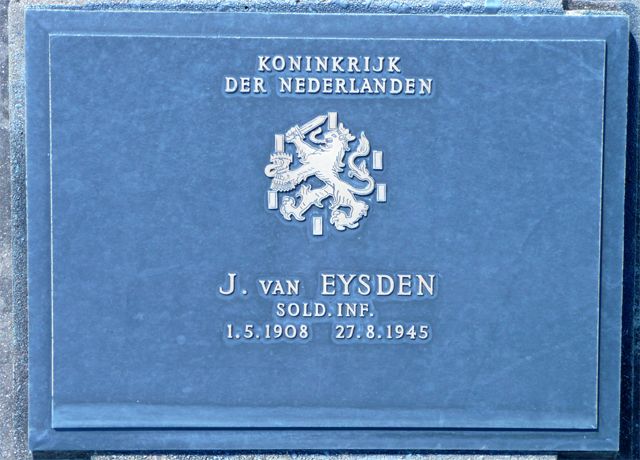 KONINKRIJK
DER NEDERLANDEN
J. VAN EYSDEN
SOLD. INF.
1.5.1908 27.8.1945